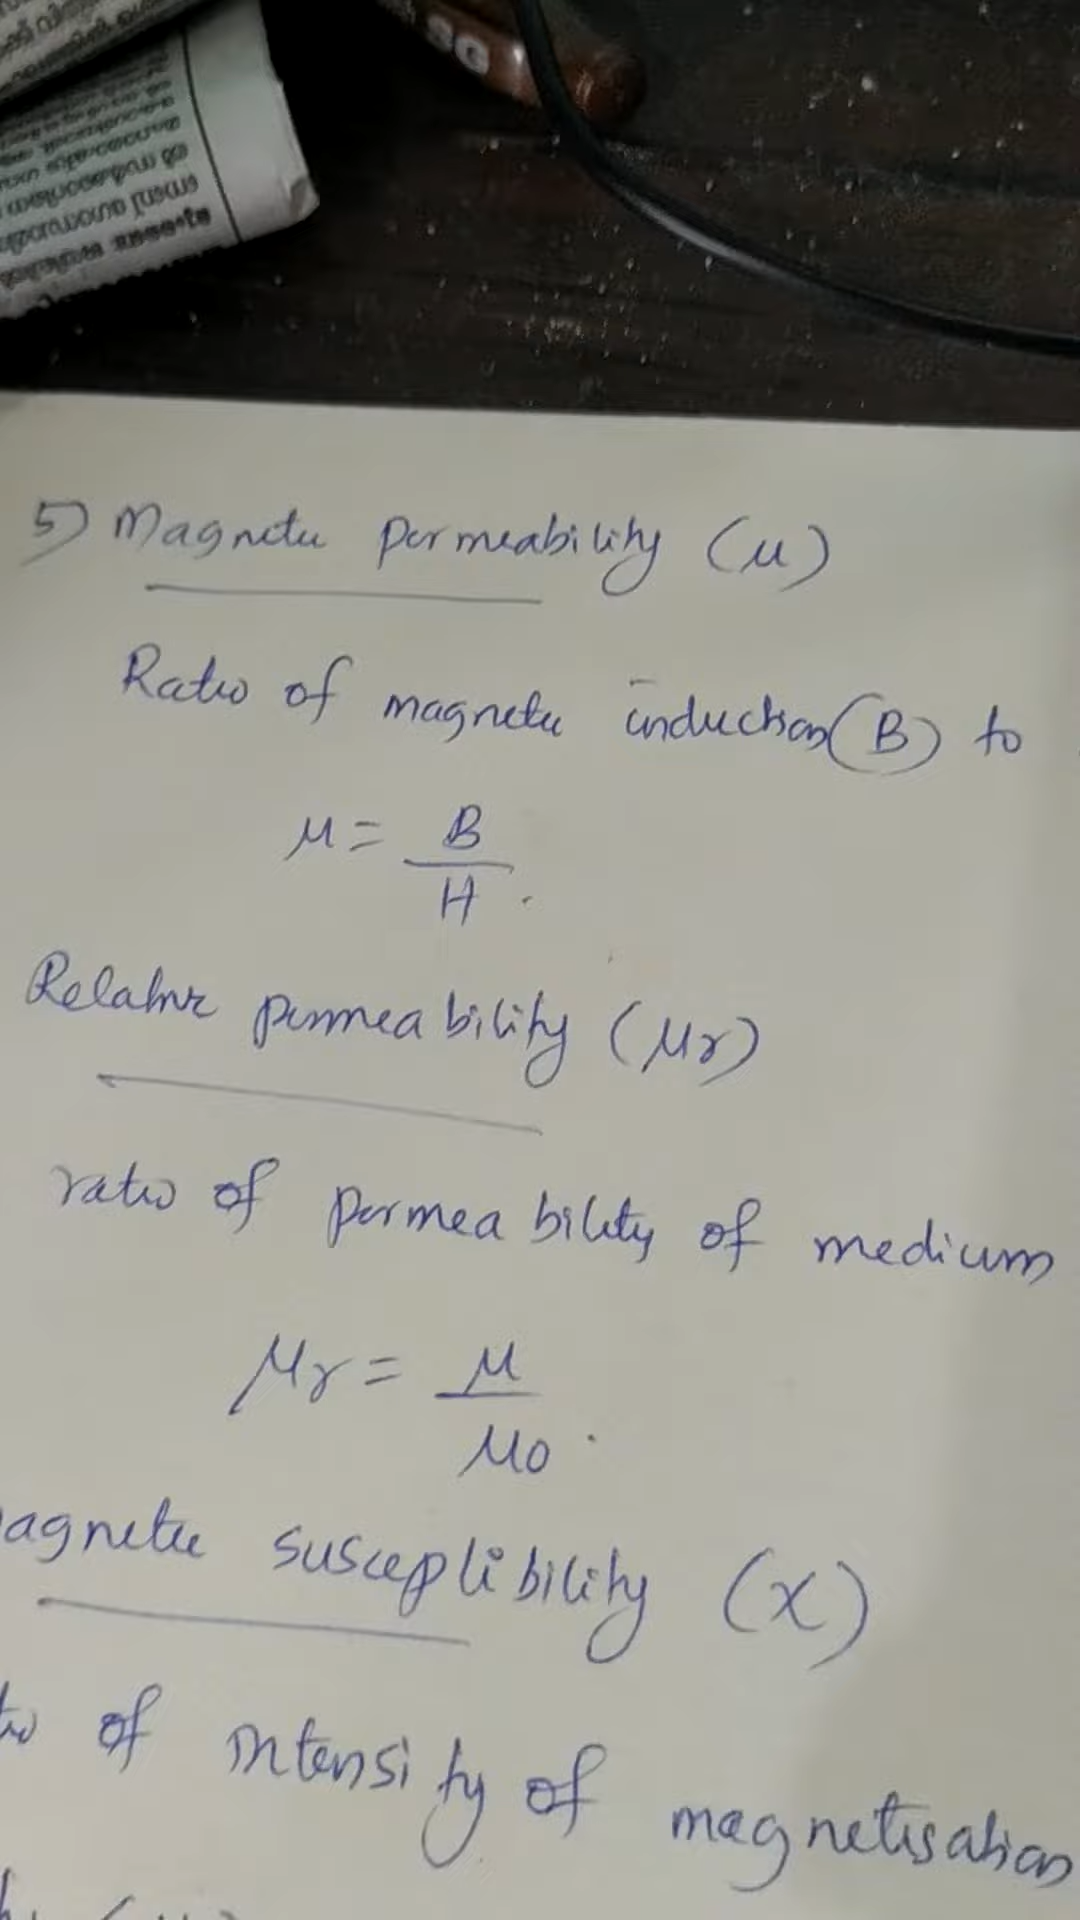 5) Magnetic permeability (μ)
Ratio of magnetic induction (B) to
μ = B
H.
Relative permeability (μr)
ratio of permeability of medium
μr = μ
μ0.
agnetic susceptibility (χ)
of intensity of magnetisation